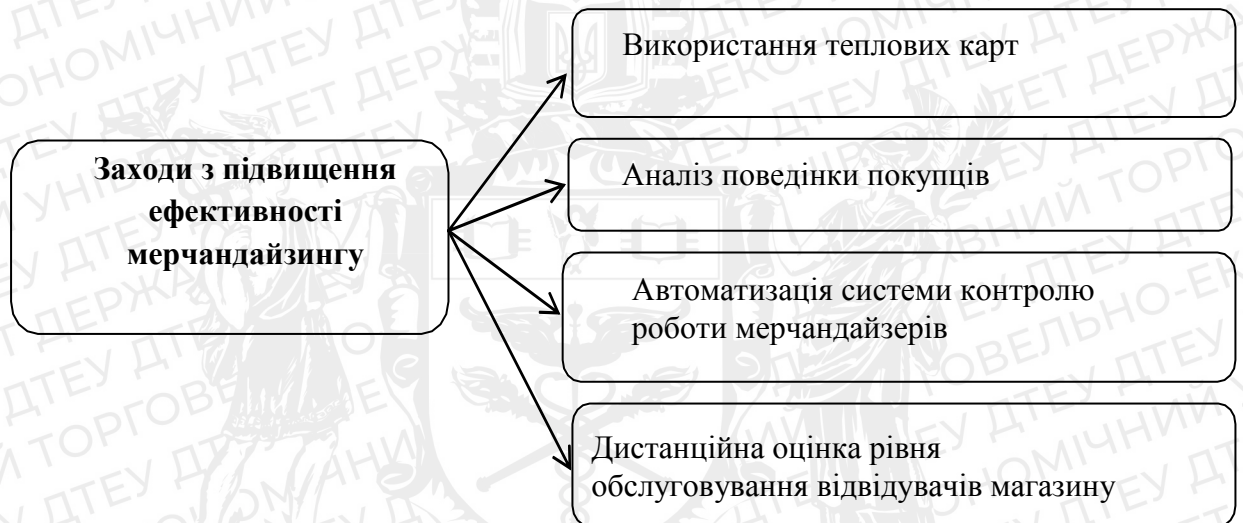 Заходи з підвищення
ефективності
мерчандайзингу
Використання теплових карт
Аналіз поведінки покупців
Автоматизація системи контролю
роботи мерчандайзерів
Дистанційна оцінка рівня
обслуговування відвідувачів магазину